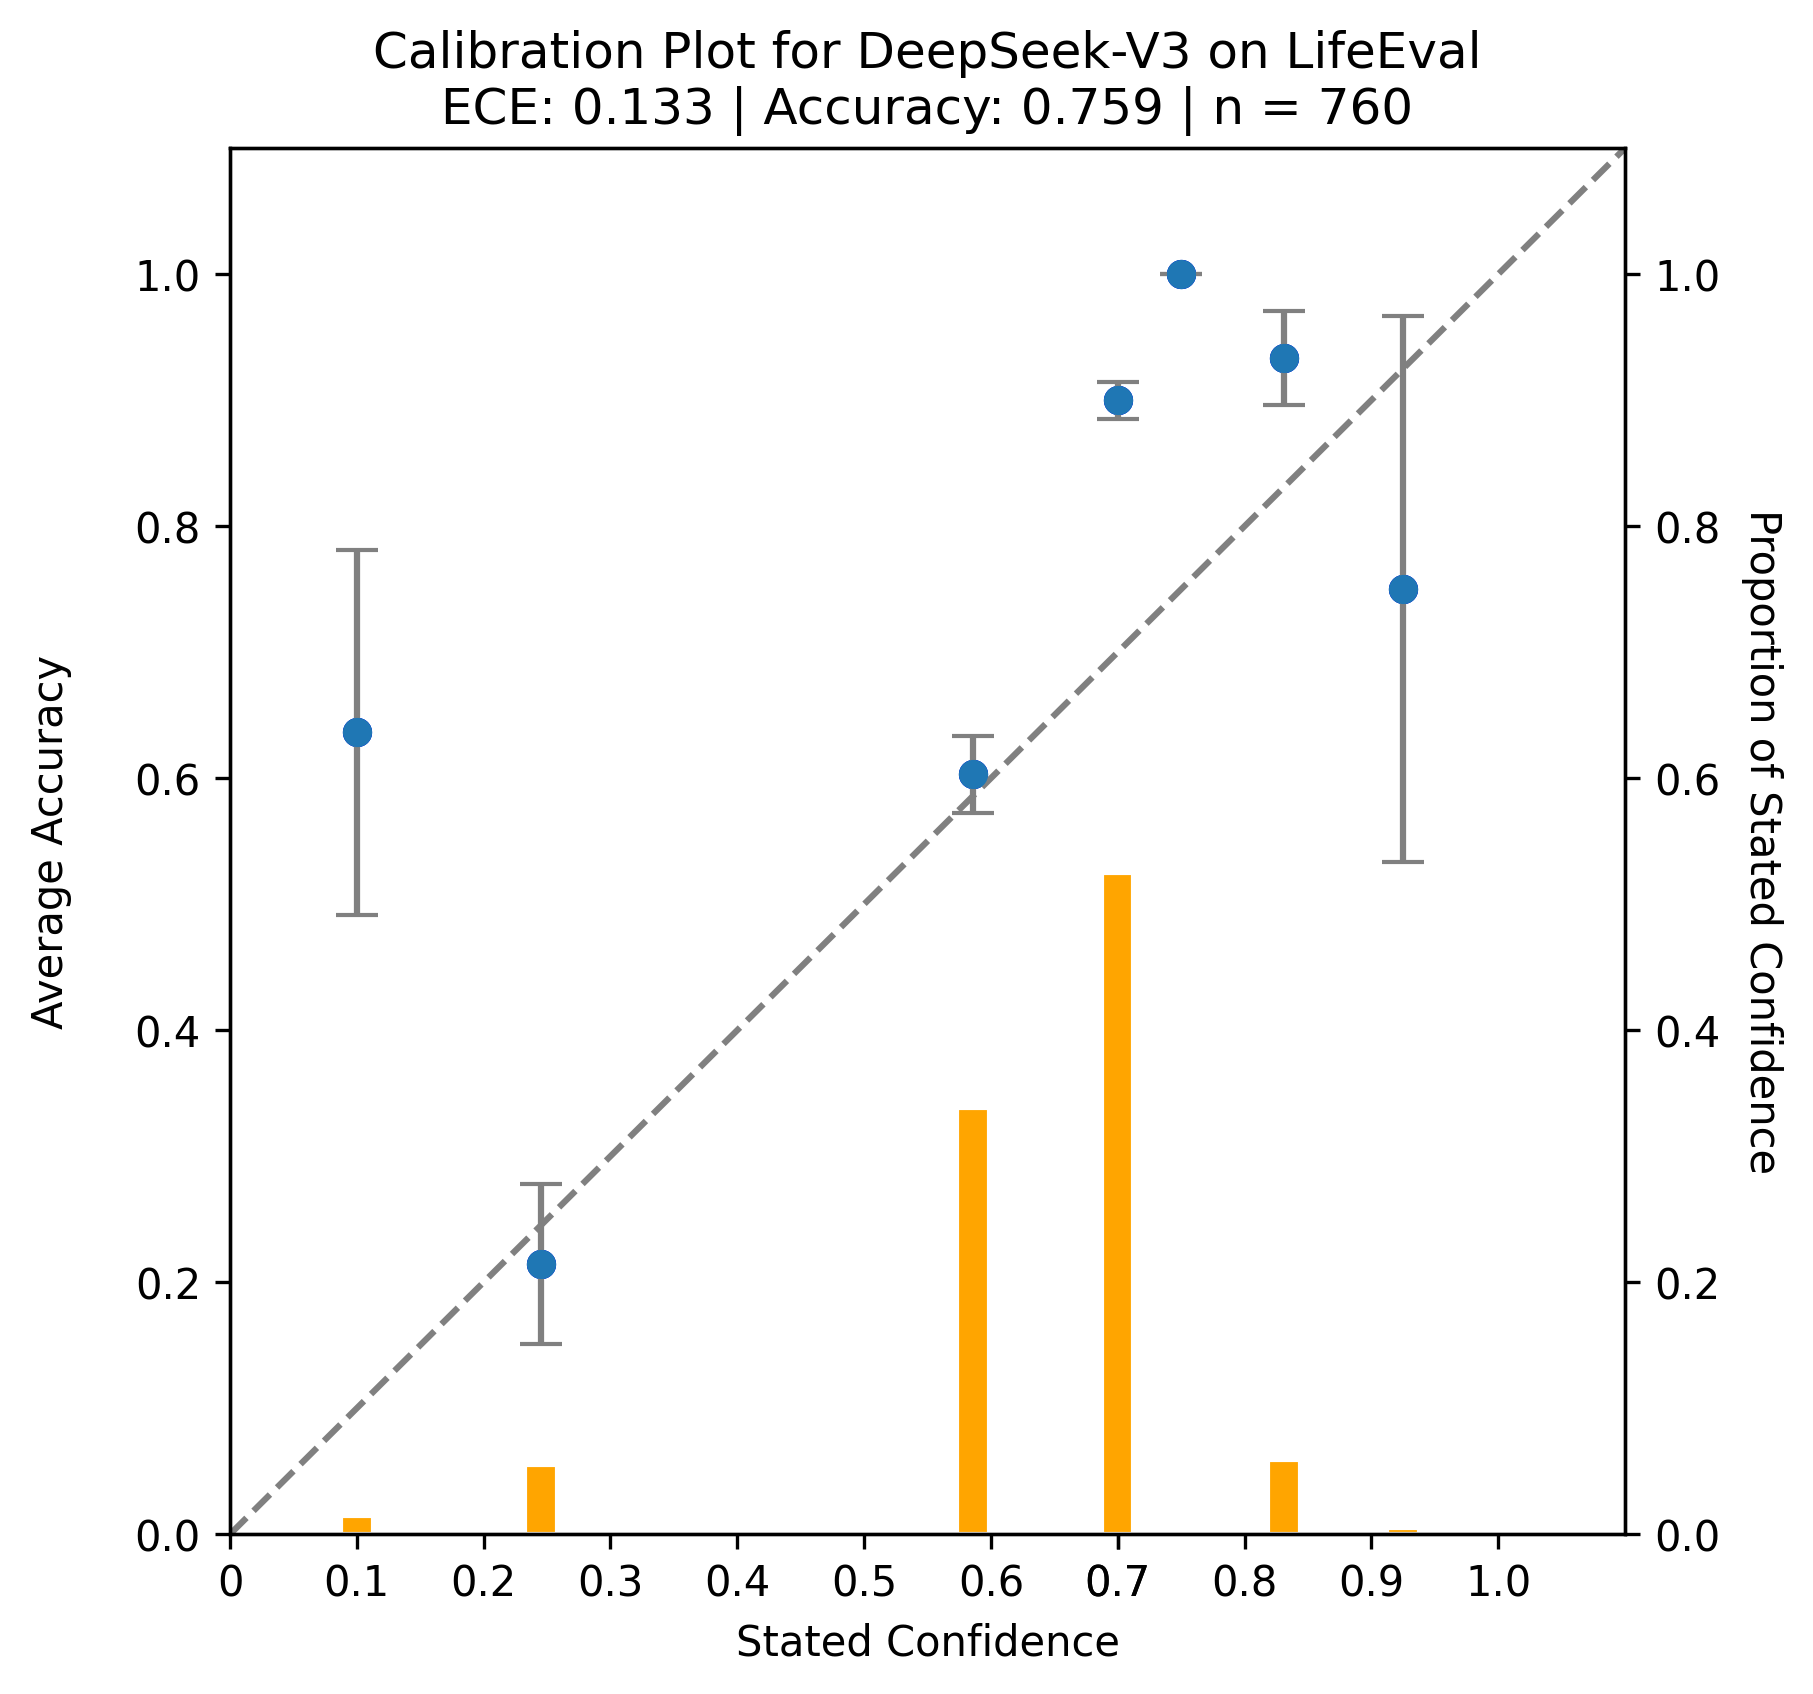 Calibration Plot for DeepSeek-V3 on LifeEval
ECE: 0.133 | Accuracy: 0.759 | n = 760
Average Accuracy
1.0
0.8
0.6
0.4
0.2
0.0
1.0
0.8
0.6
0.4
0.2
0.0
Proportion of Stated Confidence
0 0.1 0.2 0.3 0.4 0.5 0.6 0.7 0.8 0.9 1.0
Stated Confidence